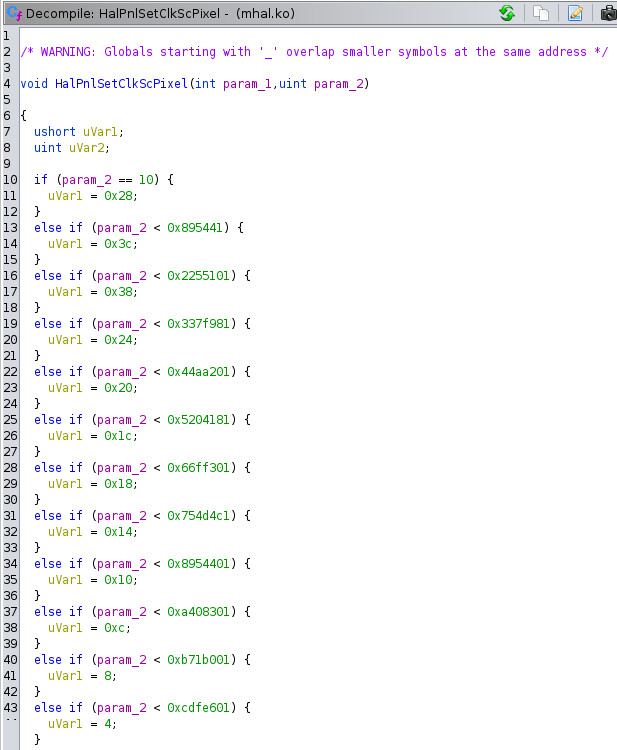 Decompile: HalPnlSetClkScPixel - (mhal.ko)
1
2 /* WARNING: Globals starting with '_' overlap smaller symbols at the same address */
3
4 void HalPnlSetClkScPixel(int param_1,uint param_2)
5
6 {
7 ushort uVar1;
8 uint uVar2;
9
10 if (param_2 == 10) {
11 uVar1 = 0x28;
12 }
13 else if (param_2 < 0x895441) {
14 uVar1 = 0x3c;
15 }
16 else if (param_2 < 0x2255101) {
17 uVar1 = 0x38;
18 }
19 else if (param_2 < 0x337f981) {
20 uVar1 = 0x24;
21 }
22 else if (param_2 < 0x44aa201) {
23 uVar1 = 0x20;
24 }
25 else if (param_2 < 0x5204181) {
26 uVar1 = 0x1c;
27 }
28 else if (param_2 < 0x66ff301) {
29 uVar1 = 0x18;
30 }
31 else if (param_2 < 0x754d4c1) {
32 uVar1 = 0x14;
33 }
34 else if (param_2 < 0x8954401) {
35 uVar1 = 0x10;
36 }
37 else if (param_2 < 0xa408301) {
38 uVar1 = 0xc;
39 }
40 else if (param_2 < 0xb71b001) {
41 uVar1 = 8;
42 }
43 else if (param_2 < 0xcdfe601) {
uVar1 = 4;
}